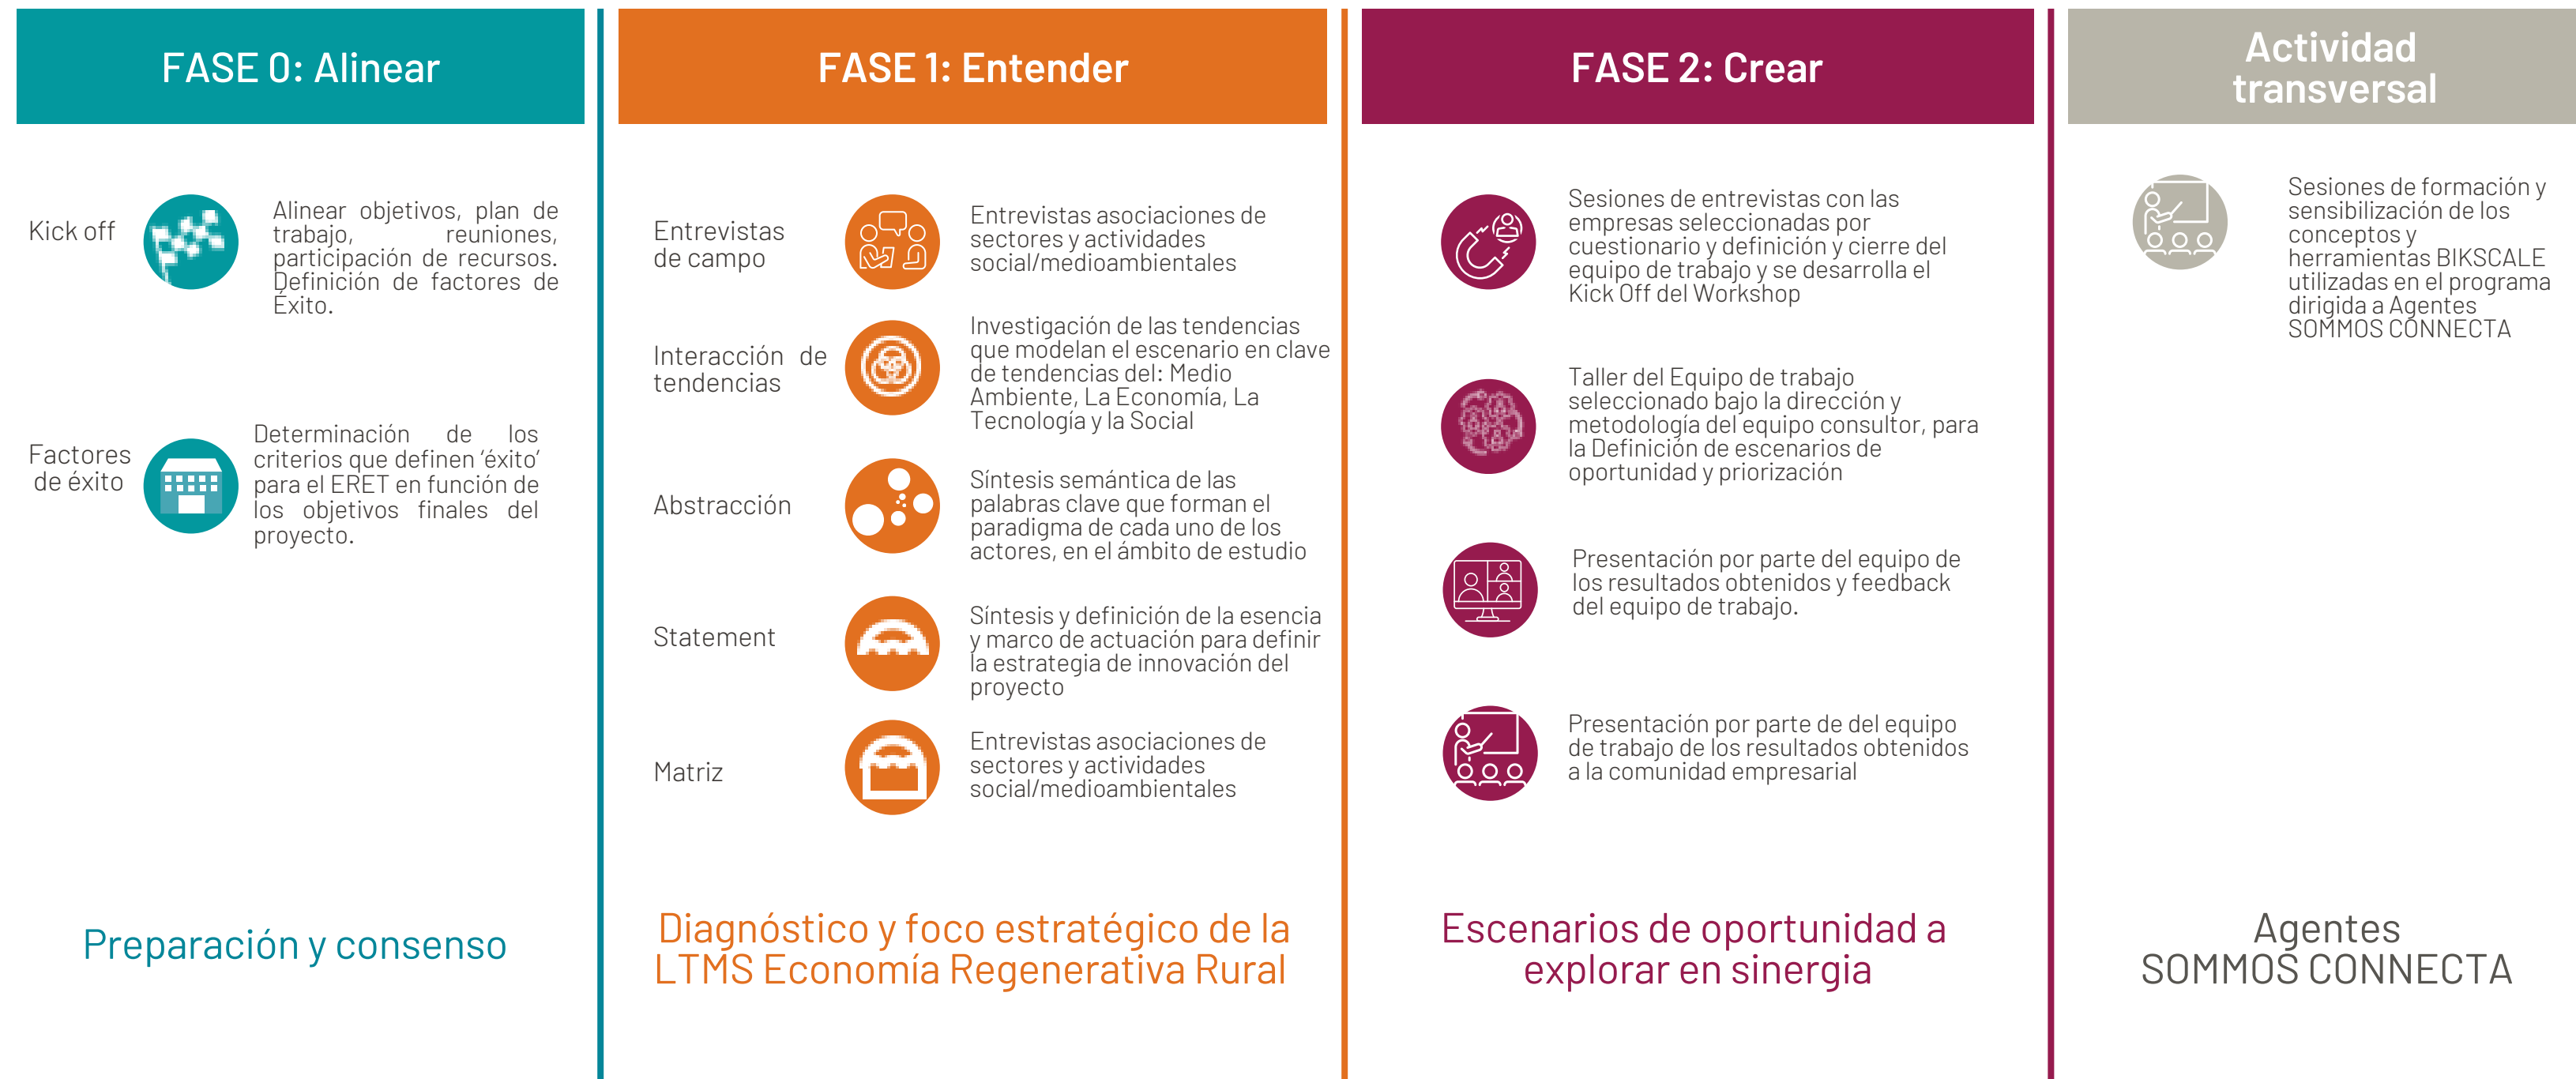 FASE 0: Alinear
Kick off
Alinear objetivos, plan de
trabajo, reuniones,
participación de recursos.
Definición de factores de
Éxito.
Factores
de éxito
Determinación de los
criterios que definen ‘éxito’
para el ERET en función de
los objetivos finales del
proyecto.
Preparación y consenso
FASE 1: Entender
Entrevistas
de campo
Entrevistas asociaciones de
sectores y actividades
social/medioambientales
Interacción de
tendencias
Investigación de las tendencias
que modelan el escenario en clave
de tendencias del: Medio
Ambiente, La Economía, La
Tecnología y la Social
Abstracción
Síntesis semántica de las
palabras clave que forman el
paradigma de cada uno de los
actores, en el ámbito de estudio
Statement
Síntesis y definición de la esencia
y marco de actuación para definir
la estrategia de innovación del
proyecto
Matriz
Entrevistas asociaciones de
sectores y actividades
social/medioambientales
Diagnóstico y foco estratégico de la
LTMS Economía Regenerativa Rural
FASE 2: Crear
Sesiones de entrevistas con las
empresas seleccionadas por
cuestionario y definición y cierre del
equipo de trabajo y se desarrolla el
Kick Off del Workshop
Taller del Equipo de trabajo
seleccionado bajo la dirección y
metodología del equipo consultor, para
la Definición de escenarios de
oportunidad y priorización
Presentación por parte del equipo de
los resultados obtenidos y feedback
del equipo de trabajo.
Presentación por parte de del equipo
de trabajo de los resultados obtenidos
a la comunidad empresarial
Escenarios de oportunidad a
explorar en sinergia
Actividad
transversal
Sesiones de formación y
sensibilización de los
conceptos y
herramientas BIKSCALE
utilizadas en el programa
dirigida a Agentes
SOMMOS CONNECTA
Agentes
SOMMOS CONNECTA